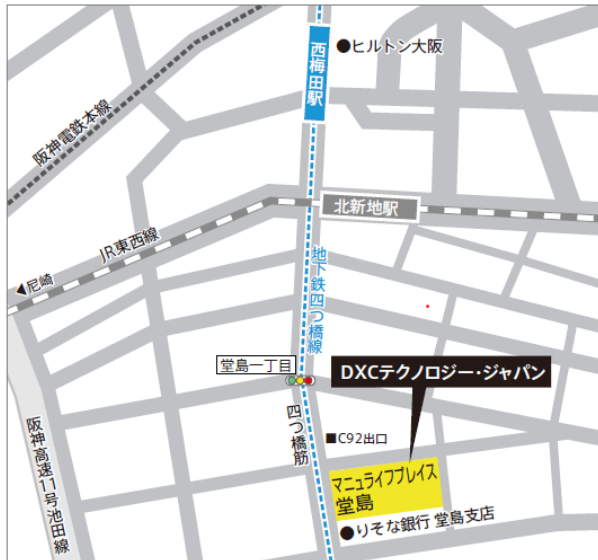 西梅田駅
●ヒルトン大阪
阪神電鉄本線
北新地駅
JR東西線
◀尼崎
地下鉄四つ橋線
堂島一丁目
DXCテクノロジー・ジャパン
四つ橋筋
■C92出口
阪神高速11号池田線
マニュライフプレイス
堂島
●りそな銀行 堂島支店